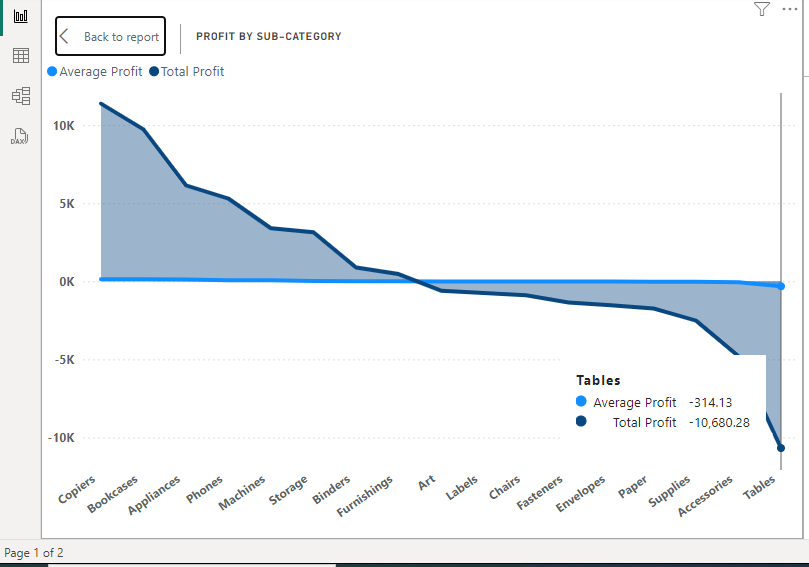 Back to report
PROFIT BY SUB-CATEGORY
Average Profit Total Profit
10K
5K
0K
-5K
-10K
Tables
Average Profit -314.13
Total Profit -10,680.28
Copiers
Bookcases
Appliances
Phones
Machines
Storage
Binders
Furnishings
Art
Labels
Chairs
Fasteners
Envelopes
Paper
Supplies
Accessories
Tables
DAX
Page 1 of 2